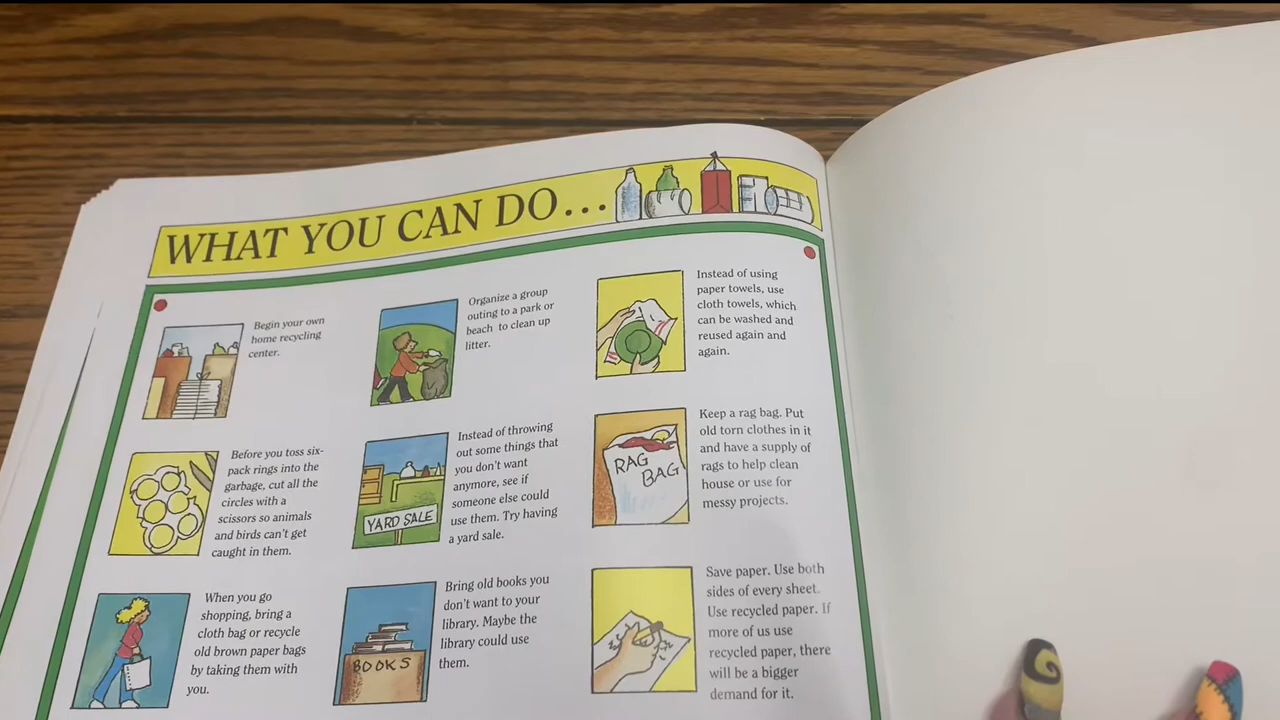 WHAT YOU CAN DO...
Begin your own
home recycling
center.
Organize a group
outing to a park or
beach to clean up
litter.
Instead of using
paper towels, use
cloth towels, which
can be washed and
reused again and
again.
Before you toss six-
pack rings into the
garbage, cut all the
circles with a
scissors so animals
and birds can't get
caught in them.
YARD SALE
Instead of throwing
out some things that
you don't want
anymore, see if
someone else could
use them. Try having
a yard sale.
RAG
BAG
Keep a rag bag. Put
old torn clothes in it
and have a supply of
rags to help clean
house or use for
messy projects.
When you go
shopping, bring a
cloth bag or recycle
old brown paper bags
by taking them with
you.
BOOKS
Bring old books you
don't want to your
library. Maybe the
library could use
them.
Save paper. Use both
sides of every sheet.
Use recycled paper. If
more of us use
recycled paper, there
will be a bigger
demand for it.